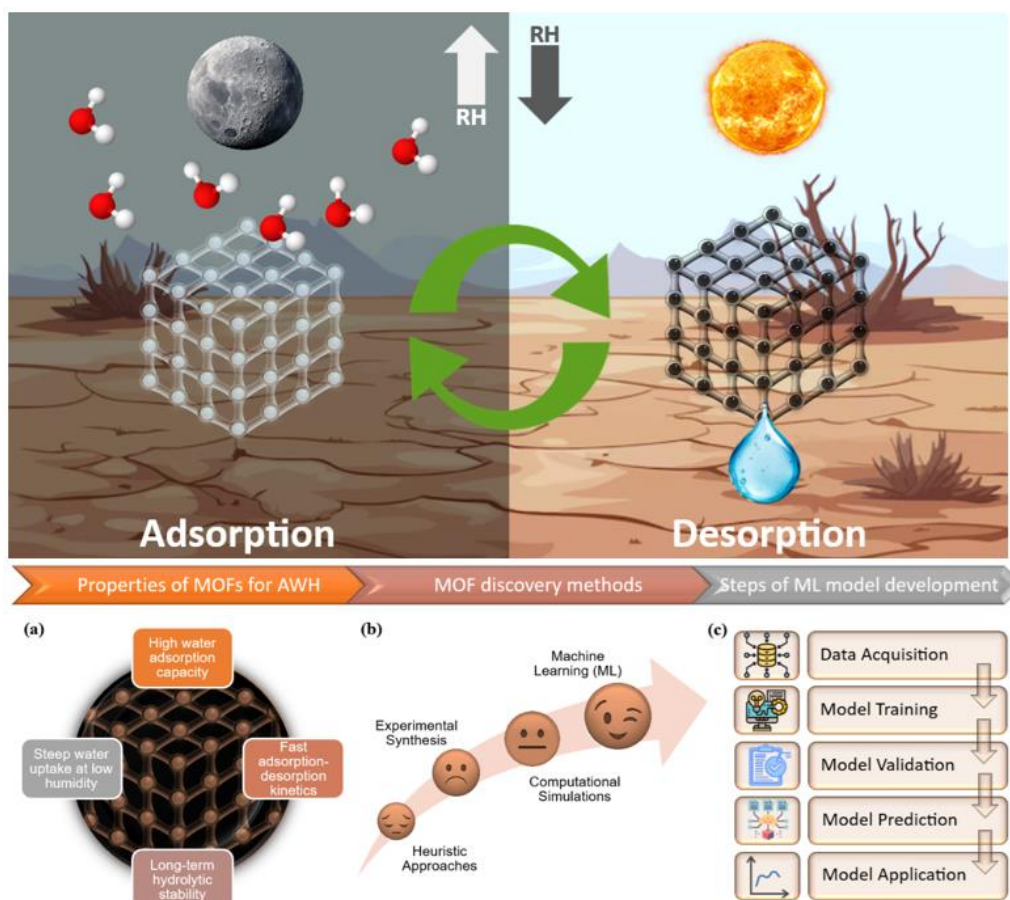 RH
RH
Adsorption
Desorption
Properties of MOFs for AWH
MOF discovery methods
Steps of ML model development
(a)
High water
adsorption
capacity
Steep water
uptake at low
humidity
Fast
adsorption-
desorption
kinetics
Long-term
hydrolytic
stability
(b)
Machine
Learning (ML)
Experimental
Synthesis
Computational
Simulations
Heuristic
Approaches
(c)
Data Acquisition
Model Training
Model Validation
Model Prediction
Model Application